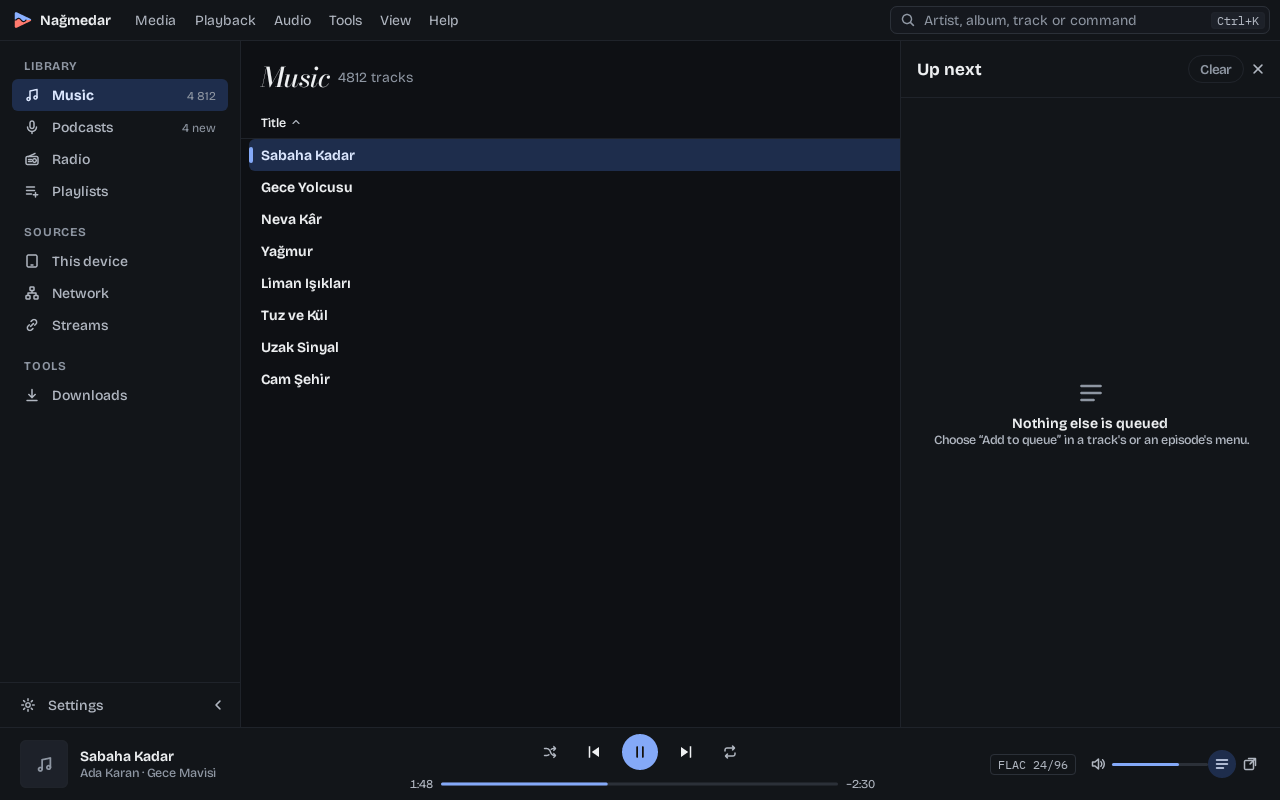 Nağmedar Media Playback Audio Tools View Help Artist, album, track or command Ctrl+K
LIBRARY
Music 4 812
Podcasts 4 new
Radio
Playlists
SOURCES
This device
Network
Streams
TOOLS
Downloads
Settings
Music 4812 tracks
Title
Sabaha Kadar
Gece Yolcusu
Neva Kâr
Yağmur
Liman Işıkları
Tuz ve Kül
Uzak Sinyal
Cam Şehir
Up next Clear
Nothing else is queued
Choose “Add to queue” in a track's or an episode's menu.
Sabaha Kadar
Ada Karan · Gece Mavisi
1:48 −2:30
FLAC 24/96